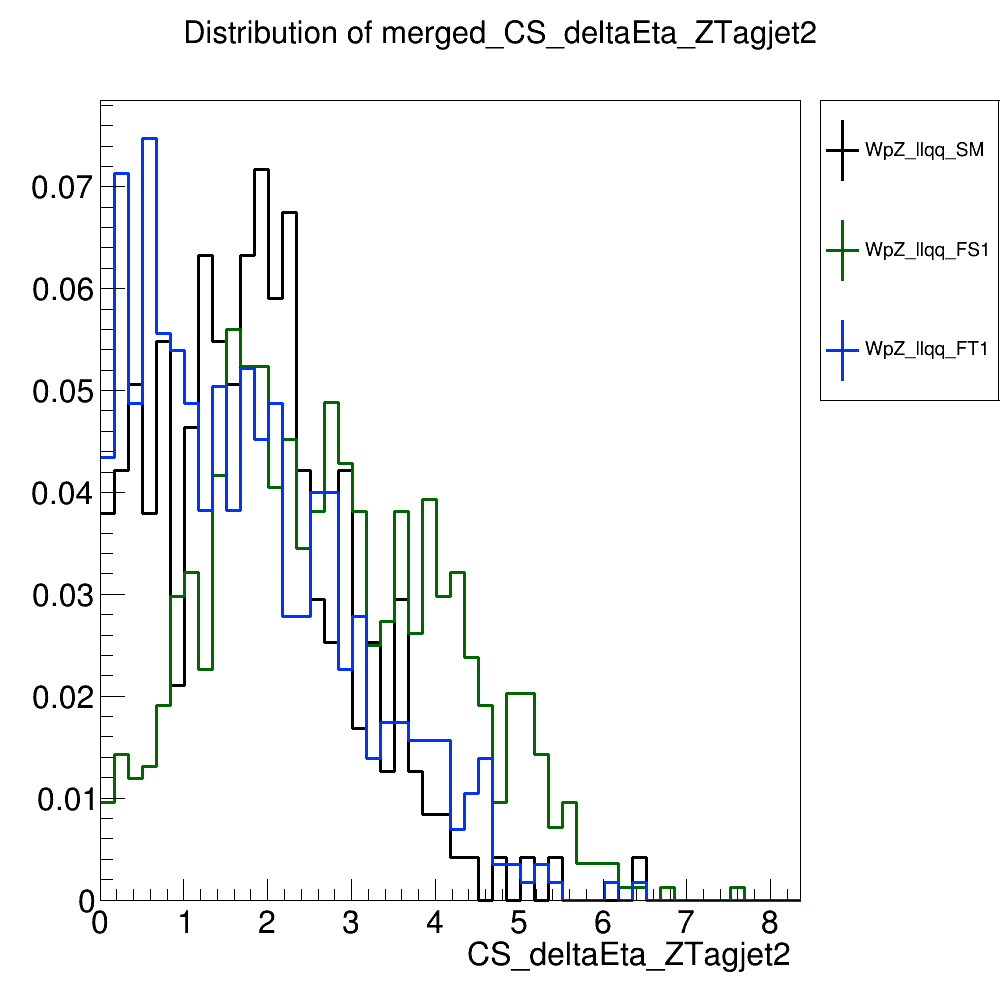 Distribution of merged_CS_deltaEta_ZTagjet2
WpZ_llqq_SM
WpZ_llqq_FS1
WpZ_llqq_FT1
0.07
0.06
0.05
0.04
0.03
0.02
0.01
0
0 1 2 3 4 5 6 7 8
CS_deltaEta_ZTagjet2